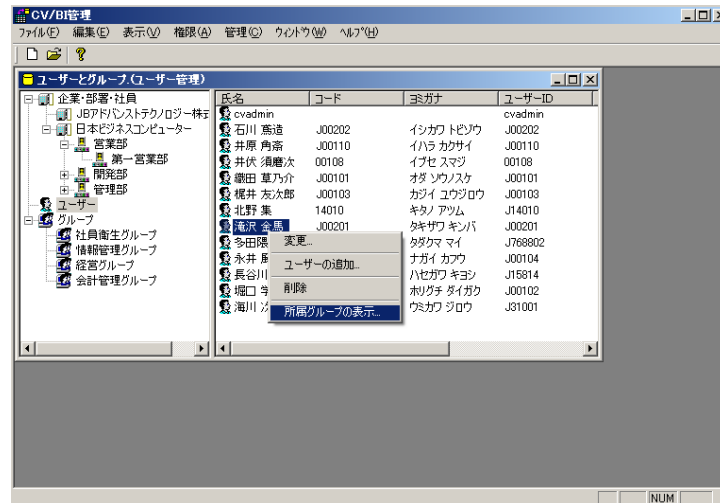 CV/BI管理
ファイル(F) 編集(E) 表示(V) 権限(A) 管理(C) ウィンドウ(W) ヘルプ(H)
ユーザーとグループ.(ユーザー管理)
企業・部署・社員
JBアドバンストテクノロジー株
日本ビジネスコンピューター
営業部
第一営業部
開発部
管理部
ユーザー
グループ
社員衛生グループ
情報管理グループ
経営グループ
会計管理グループ
氏名 コード ヨミガナ ユーザーID
cvadmin cvadmin
石川 鳶造 J00202 イシカワ トビゾウ J00202
井原 角斎 J00110 イハラ カクサイ J00110
井伏 須磨次 00108 イブセ スマジ 00108
織田 草乃介 J00101 オダ ソウノスケ J00101
梶井 友次郎 J00103 カジイ ユウジロウ J00103
北野 集 14010 キタノ アツム J14010
滝沢 金馬 J00201 タキザワ キンバ J00201
多田隈 タダクマ マイ J768802
永井 ナガイ カフウ J00104
長谷川 ハセガワ キヨシ J15814
堀口 ホリグチ ダイガク J00102
海川 ウミカワ ジロウ J31001
変更...
ユーザーの追加...
削除
所属グループの表示...
NUM